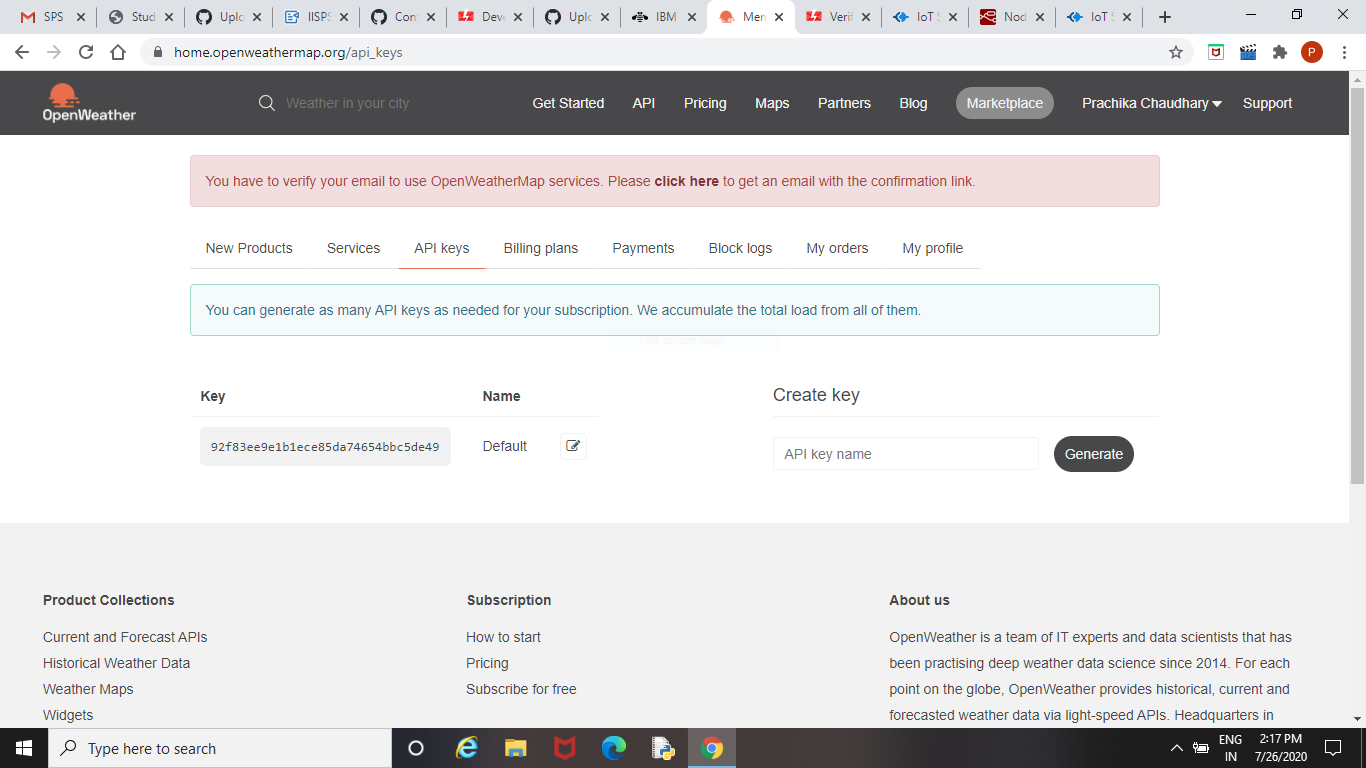 SPS
Stud
Uplo
IISPS
Con
Deve
Uplo
IBM
Mem
Verif
IoT S
Nod
IoT S
home.openweathermap.org/api_keys
P
OpenWeather
Weather in your city
Get Started
API
Pricing
Maps
Partners
Blog
Marketplace
Prachika Chaudhary
Support
You have to verify your email to use OpenWeatherMap services. Please click here to get an email with the confirmation link.
New Products
Services
API keys
Billing plans
Payments
Block logs
My orders
My profile
You can generate as many API keys as needed for your subscription. We accumulate the total load from all of them.
Full-screen Snip
Key
Name
Create key
92f83ee9e1b1ece85da74654bbc5de49
Default
API key name
Generate
Product Collections
Current and Forecast APIs
Historical Weather Data
Weather Maps
Widgets
Subscription
How to start
Pricing
Subscribe for free
About us
OpenWeather is a team of IT experts and data scientists that has
been practising deep weather data science since 2014. For each
point on the globe, OpenWeather provides historical, current and
forecasted weather data via light-speed APIs. Headquarters in
Type here to search
ENG
IN
2:17 PM
7/26/2020